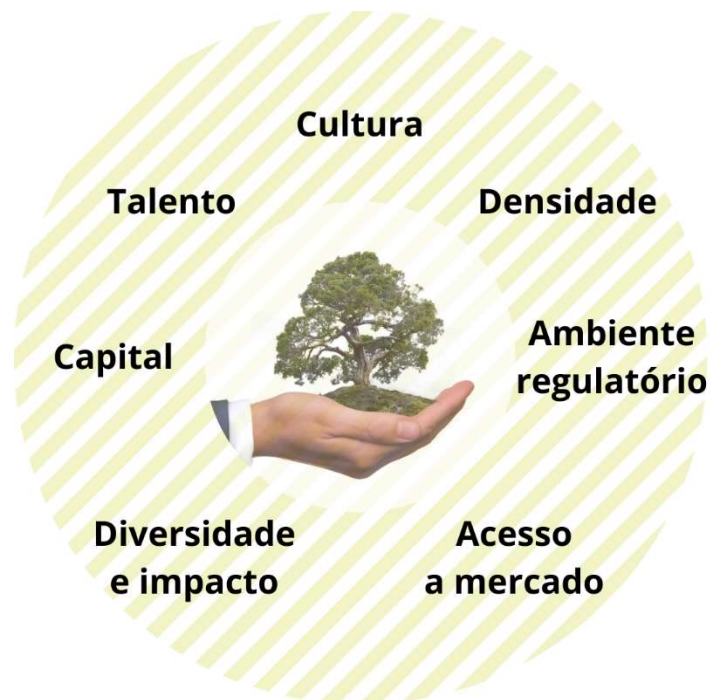 Cultura
Talento
Densidade
Capital
Ambiente
regulatório
Diversidade
e impacto
Acesso
a mercado